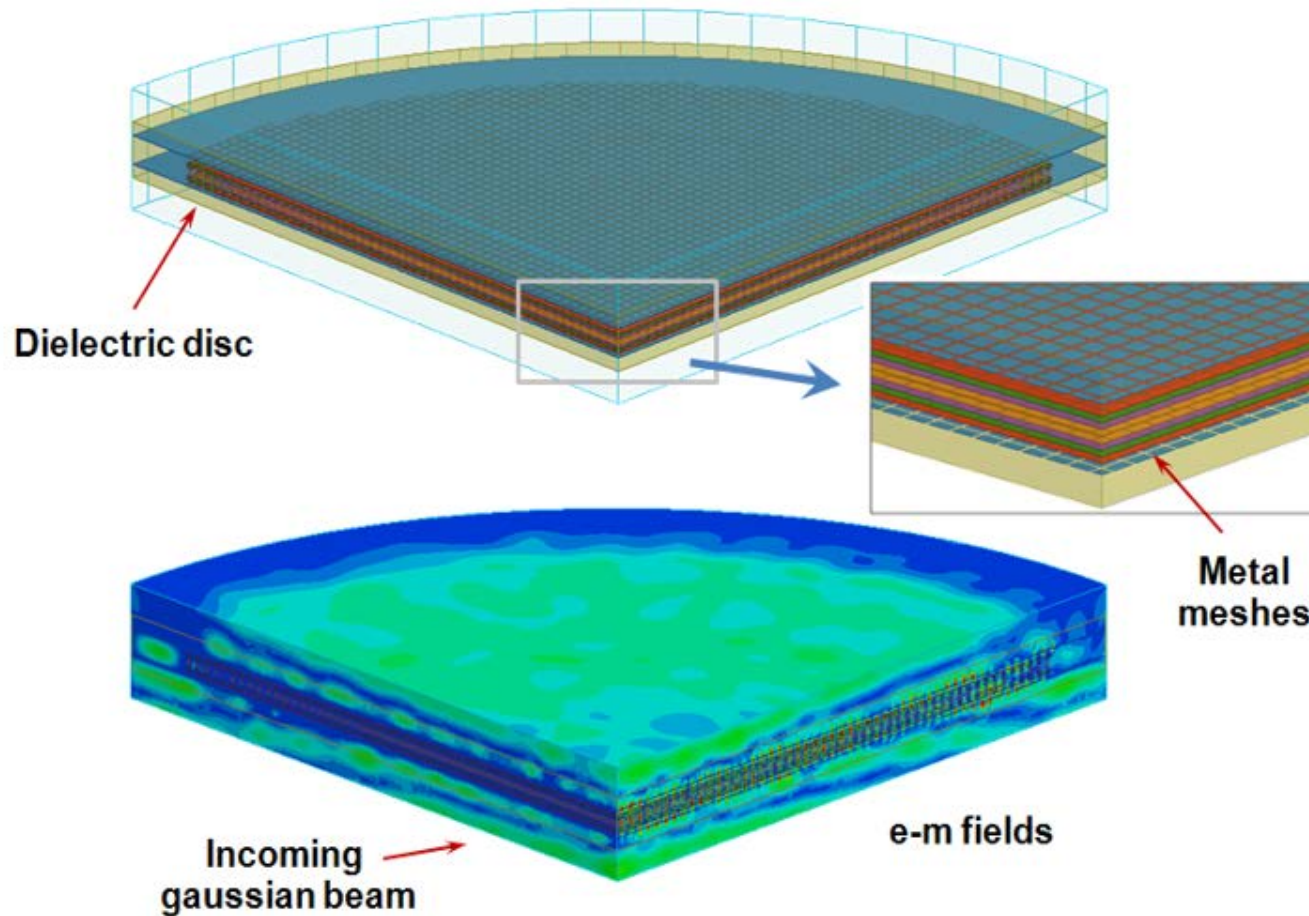 Dielectric disc
Metal
meshes
Incoming
gaussian beam
e-m fields